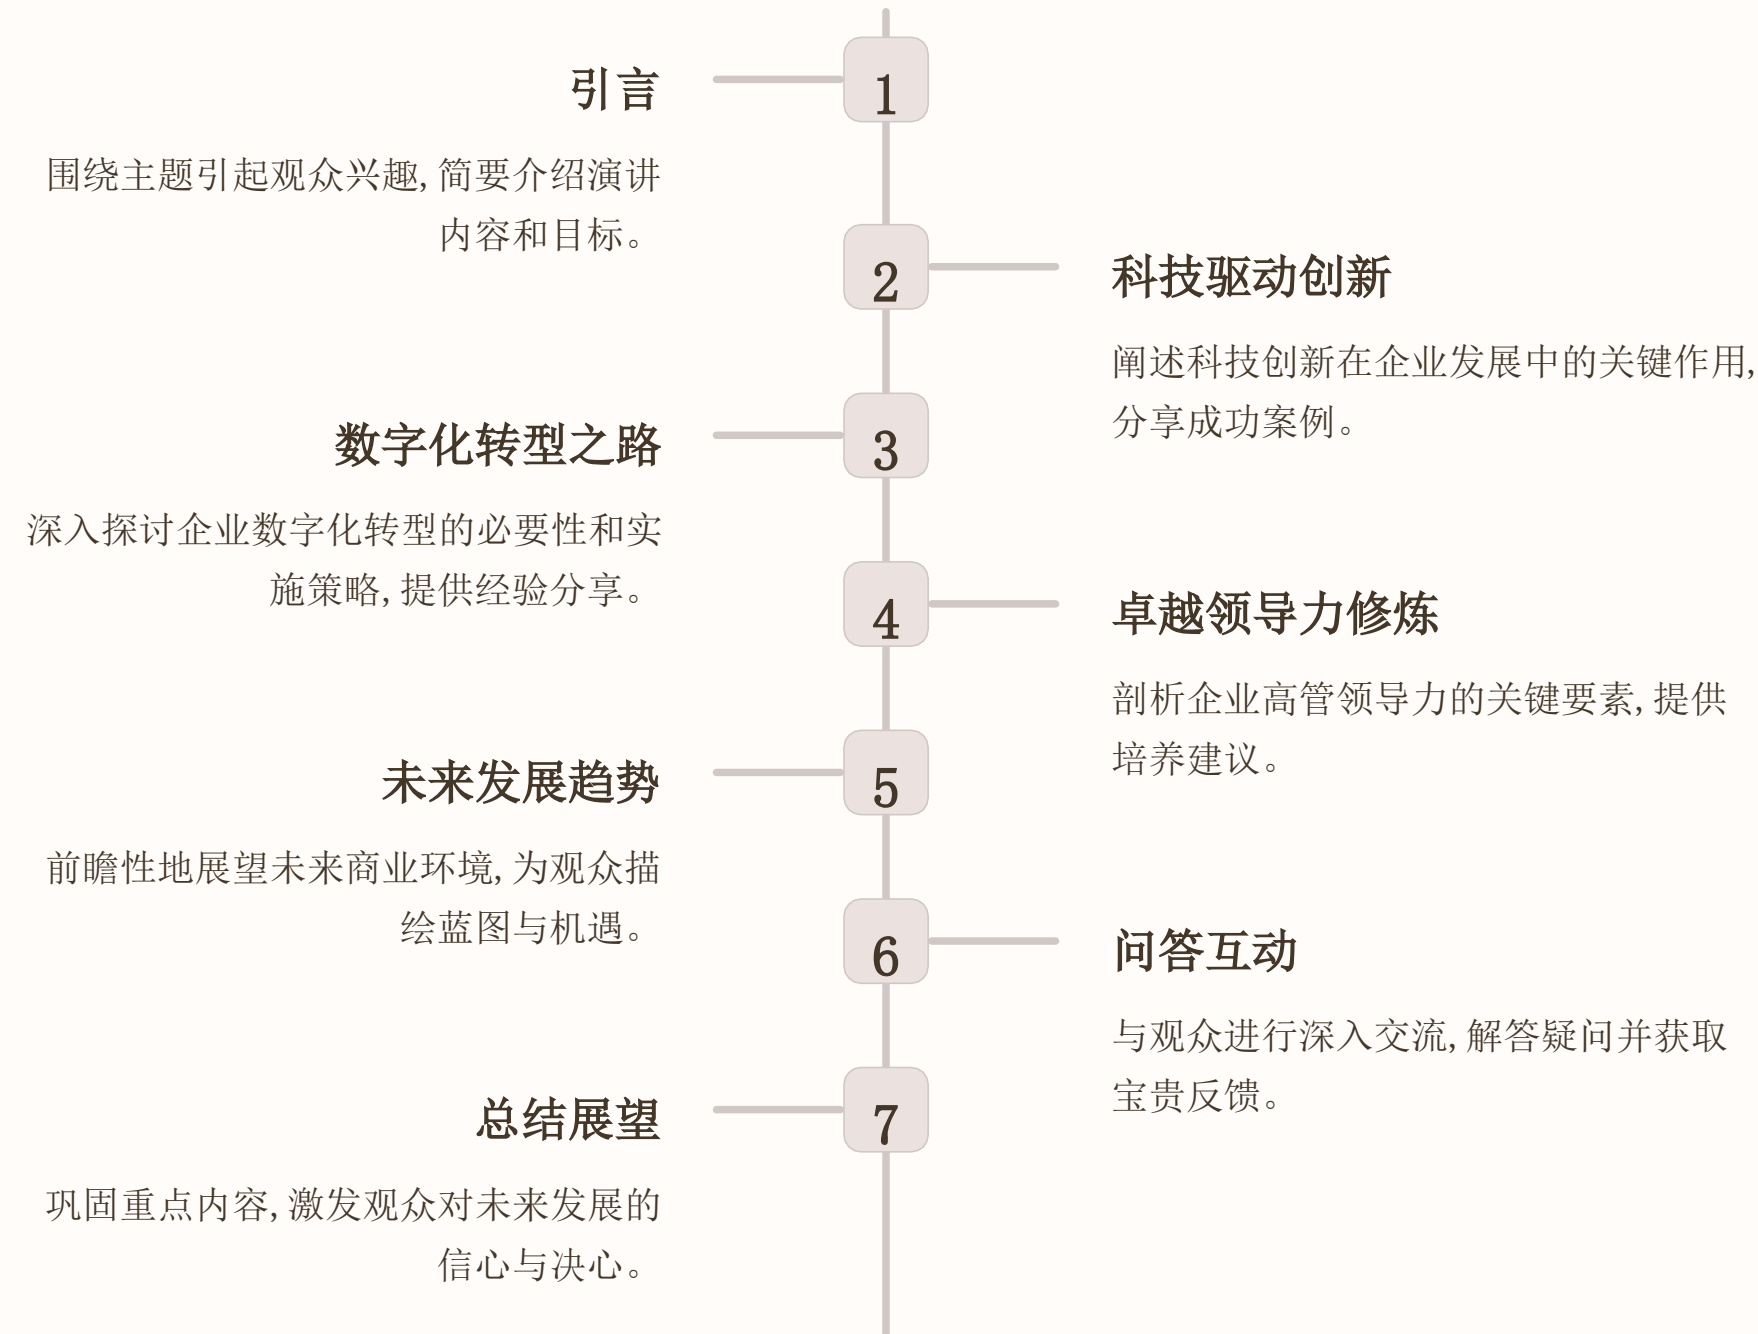 1
引言
围绕主题引起观众兴趣,简要介绍演讲
内容和目标。
2
科技驱动创新
阐述科技创新在企业发展中的关键作用,
分享成功案例。
3
数字化转型之路
深入探讨企业数字化转型的必要性和实
施策略,提供经验分享。
4
卓越领导力修炼
剖析企业高管领导力的关键要素,提供
培养建议。
5
未来发展趋势
前瞻性地展望未来商业环境,为观众描
绘蓝图与机遇。
6
问答互动
与观众进行深入交流,解答疑问并获取
宝贵反馈。
7
总结展望
巩固重点内容,激发观众对未来发展的
信心与决心。